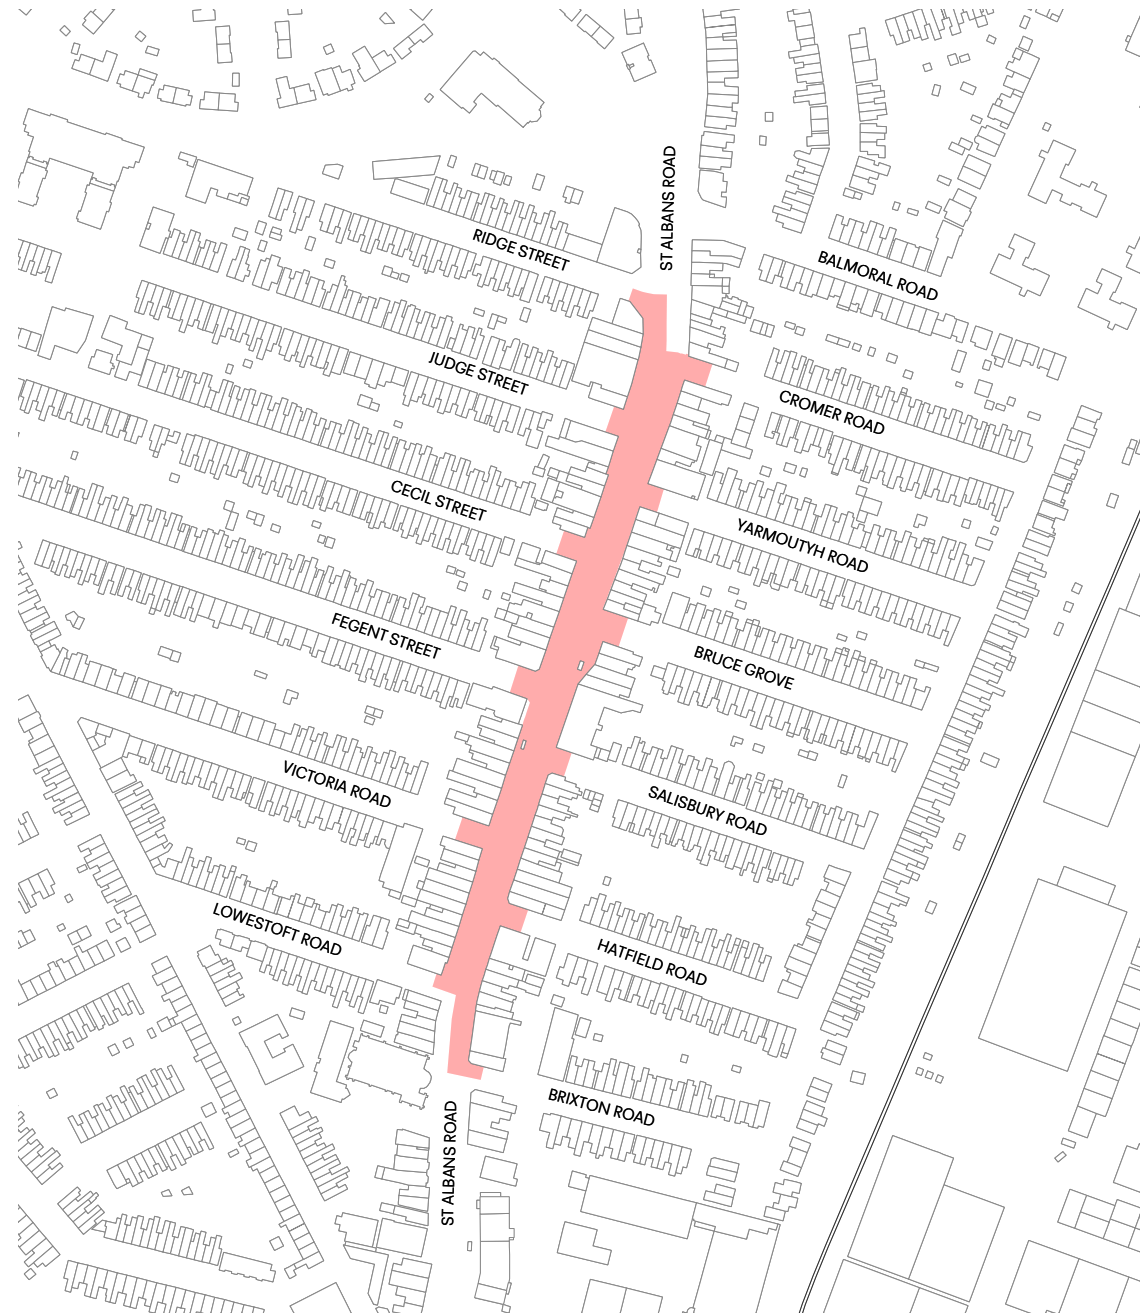 ST ALBANS ROAD
RIDGE STREET
BALMORAL ROAD
JUDGE STREET
CROMER ROAD
CECIL STREET
YARMOUTYH ROAD
FEGENT STREET
BRUCE GROVE
VICTORIA ROAD
SALISBURY ROAD
LOWESTOFT ROAD
HATFIELD ROAD
BRIXTON ROAD
ST ALBANS ROAD